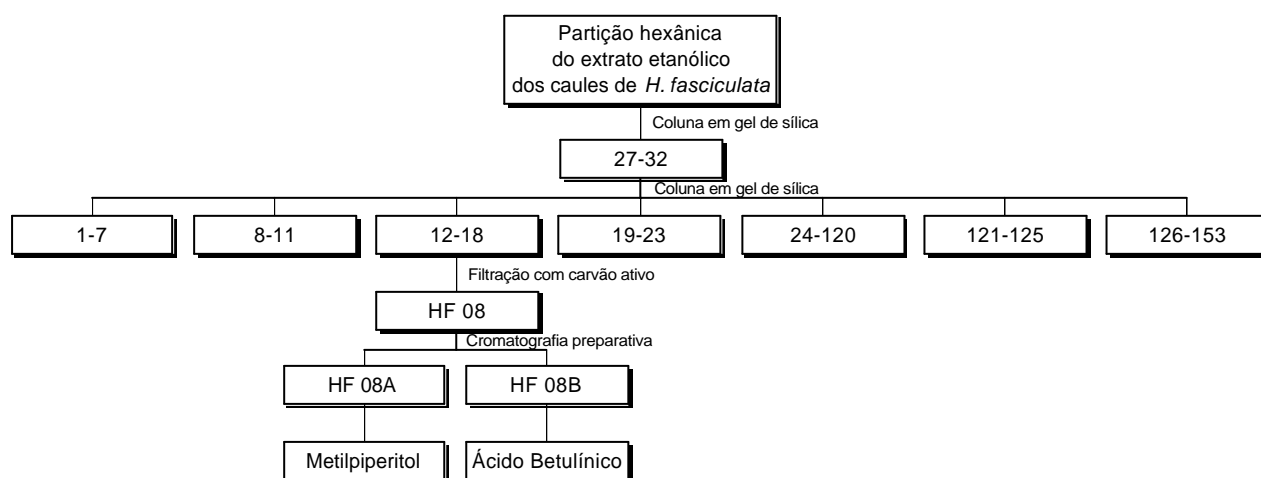 Partição hexânica
do extrato etanólico
dos caules de H. fasciculata
Coluna em gel de sílica
27-32
Coluna em gel de sílica
1-7
8-11
12-18
19-23
24-120
121-125
126-153
Filtração com carvão ativo
HF 08
Cromatografia preparativa
HF 08A
HF 08B
Metilpiperitol
Ácido Betulínico